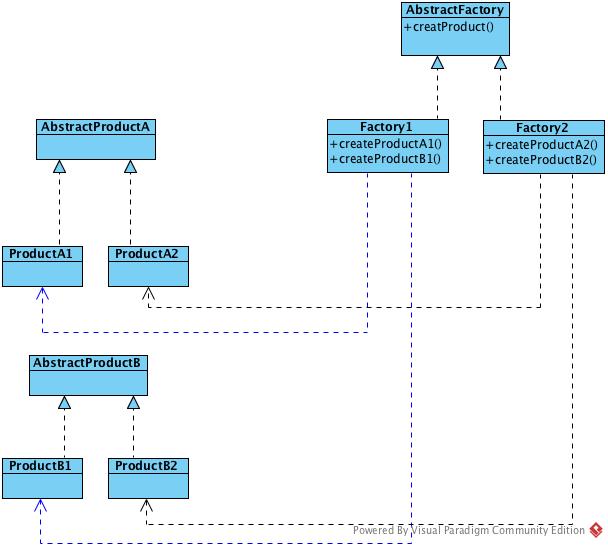 AbstractFactory
+creatProduct()
AbstractProductA
Factory1
+createProductA1()
+createProductB1()
Factory2
+createProductA2()
+createProductB2()
ProductA1
ProductA2
AbstractProductB
ProductB1
ProductB2
Powered By Visual Paradigm Community Edition